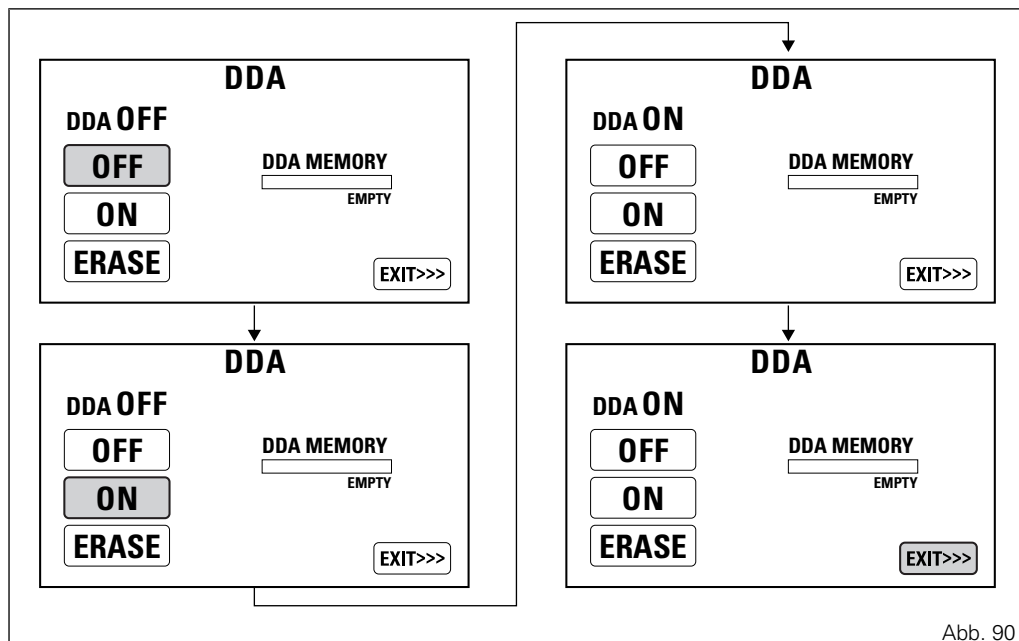 DDA
DDA OFF
OFF
DDA MEMORY
EMPTY
ON
ERASE
EXIT>>>
DDA
DDA OFF
OFF
DDA MEMORY
EMPTY
ON
ERASE
EXIT>>>
DDA
DDA ON
OFF
DDA MEMORY
EMPTY
ON
ERASE
EXIT>>>
DDA
DDA ON
OFF
DDA MEMORY
EMPTY
ON
ERASE
EXIT>>>
Abb. 90